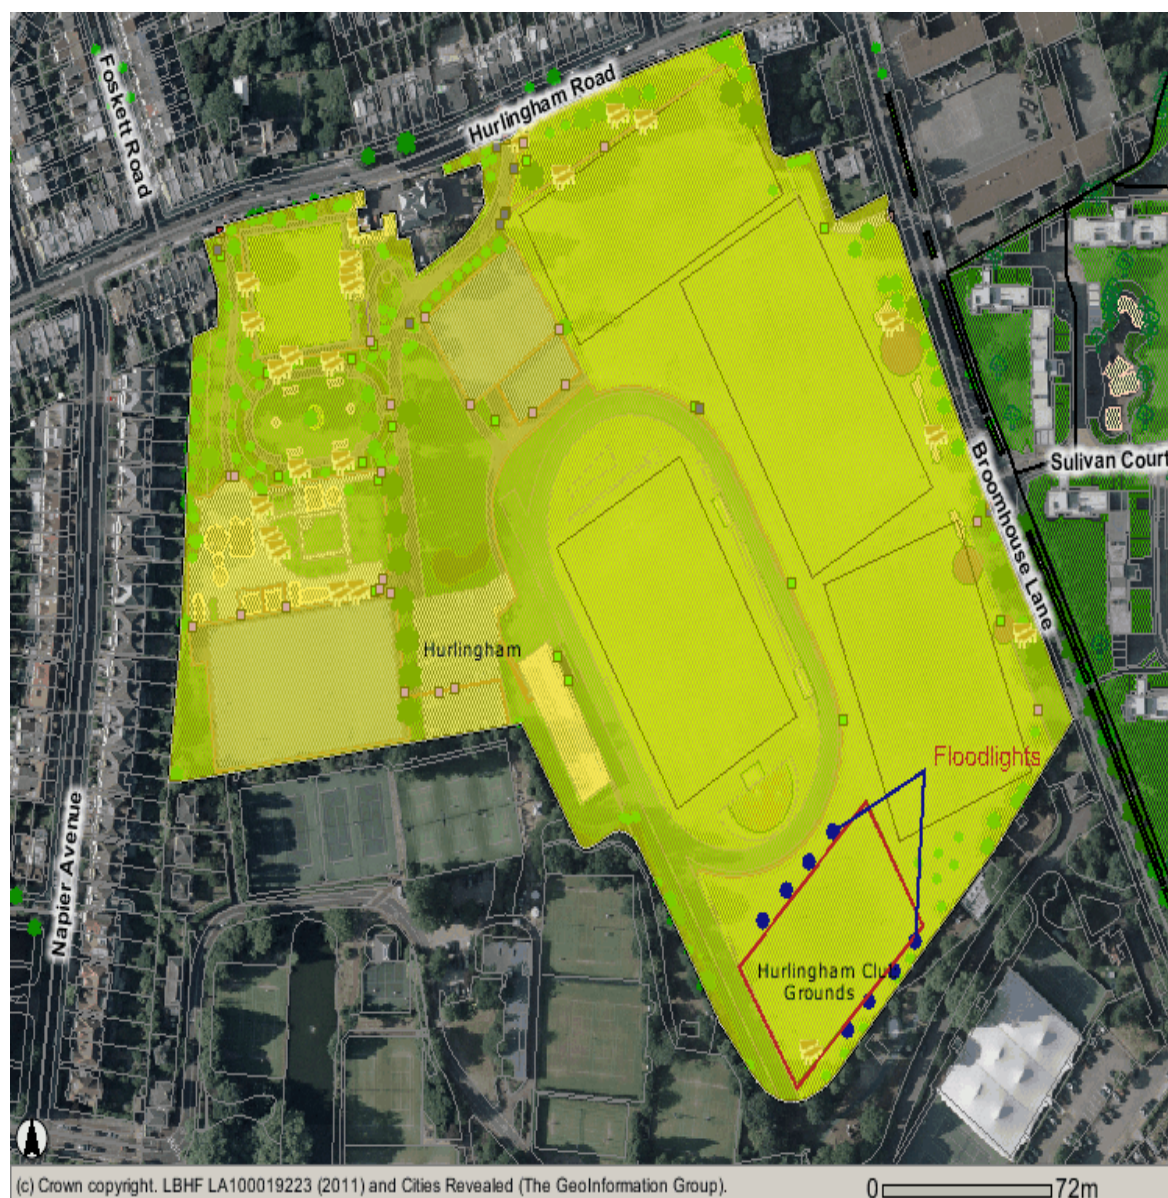 Foskett Road
Hurlingham Road
Sulivan Court
Broomhouse Lane
Hurlingham
Floodlights
Napier Avenue
Hurlingham Club
Grounds
(c) Crown copyright. LBHF LA100019223 (2011) and Cities Revealed (The GeoInformation Group).
0 72m